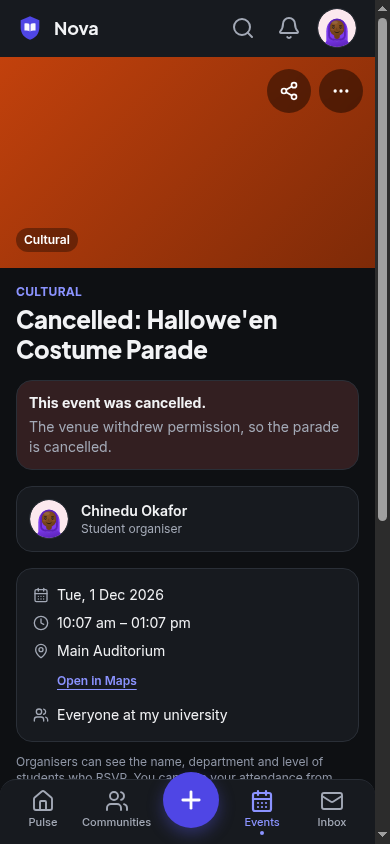 Nova
Cultural
CULTURAL
Cancelled: Hallowe'en
Costume Parade
This event was cancelled.
The venue withdrew permission, so the parade
is cancelled.
Chinedu Okafor
Student organiser
Tue, 1 Dec 2026
10:07 am – 01:07 pm
Main Auditorium
Open in Maps
Everyone at my university
Organisers can see the name, department and level of
students who RSVP. You can your attendance from
Pulse
Communities
Events
Inbox